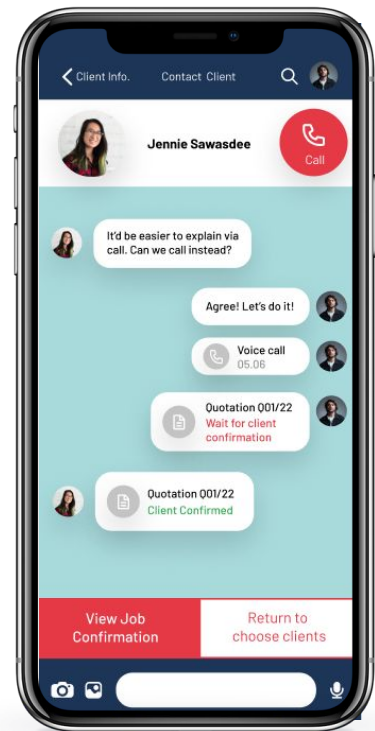 Client Info.
Contact Client
Jennie Sawasdee
Call
It'd be easier to explain via
call. Can we call instead?
Agree! Let's do it!
Voice call
05.06
Quotation Q01/22
Wait for client
confirmation
Quotation Q01/22
Client Confirmed
View Job
Confirmation
Return to
choose clients